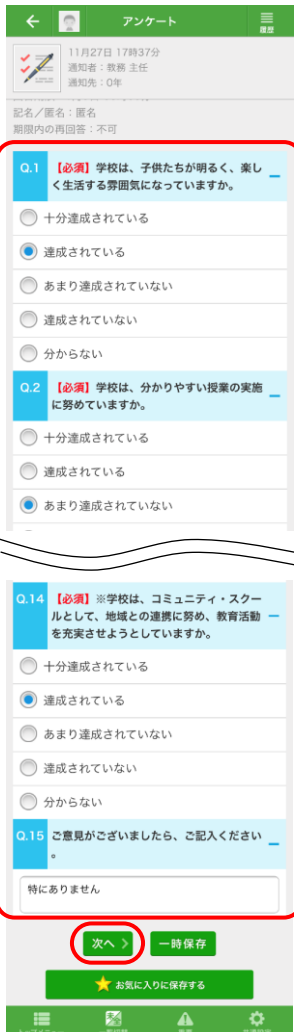 アンケート
履歴
11月27日 17時37分
通知者：教務 主任
通知先：0年
記名／匿名：匿名
期限内の再回答：不可
Q.1 【必須】学校は、子供たちが明るく、楽し
く生活する雰囲気になっていますか。
十分達成されている
達成されている
あまり達成されていない
達成されていない
分からない
Q.2 【必須】学校は、分かりやすい授業の実施
に努めていますか。
十分達成されている
達成されている
あまり達成されていない
Q.14 【必須】※学校は、コミュニティ・スクー
ルとして、地域との連携に努め、教育活動
を充実させようとしていますか。
十分達成されている
達成されている
あまり達成されていない
達成されていない
分からない
Q.15 ご意見がございましたら、ご記入ください
。
特にありません
次へ
一時保存
お気に入りに保存する